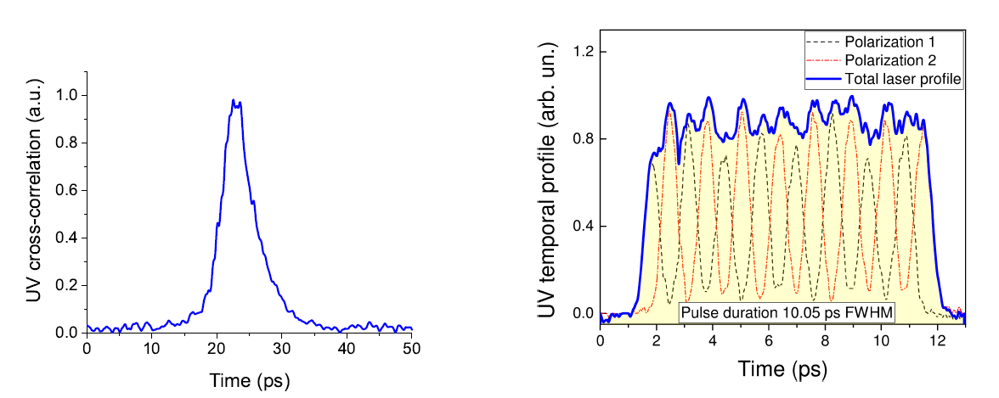 UV cross-correlation (a.u.)
1.0
0.8
0.6
0.4
0.2
0.0
0 10 20 30 40 50
Time (ps)
UV temporal profile (arb. un.)
1.2
0.8
0.4
0.0
Polarization 1
Polarization 2
Total laser profile
Pulse duration 10.05 ps FWHM
0 2 4 6 8 10 12
Time (ps)